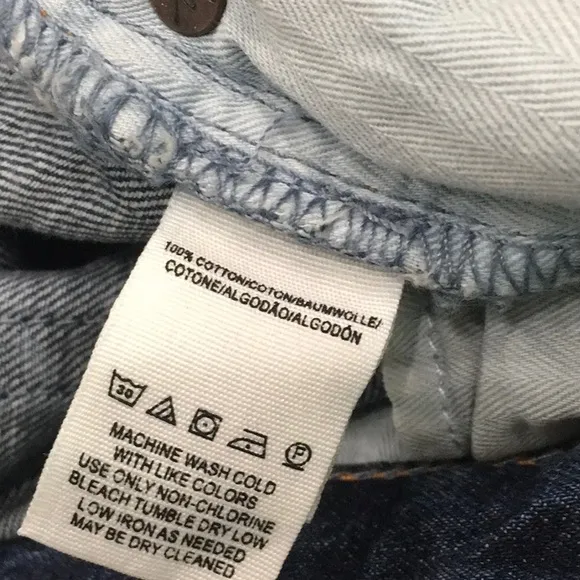 100% COTTON/COTON/BAUMWOLLE/
COTONE/ALGODÃO/ALGODÓN
30
P
MACHINE WASH COLD
WITH LIKE COLORS
USE ONLY NON-CHLORINE
BLEACH TUMBLE DRY LOW
LOW IRON AS NEEDED
MAY BE DRY CLEANED